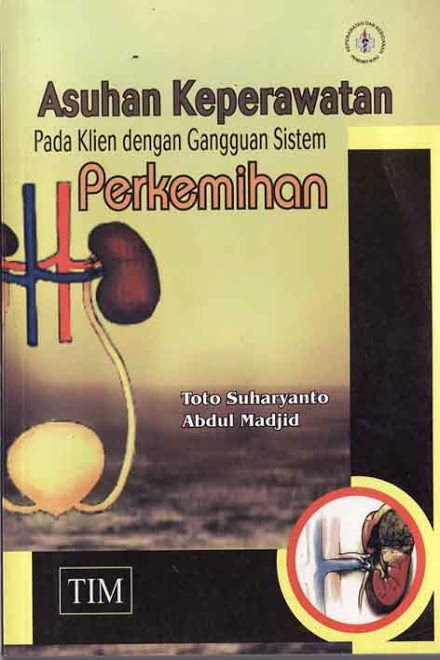 Asuhan Keperawatan
Pada Klien dengan Gangguan Sistem
Perkemihan
Toto Suharyanto
Abdul Madjid
TIM